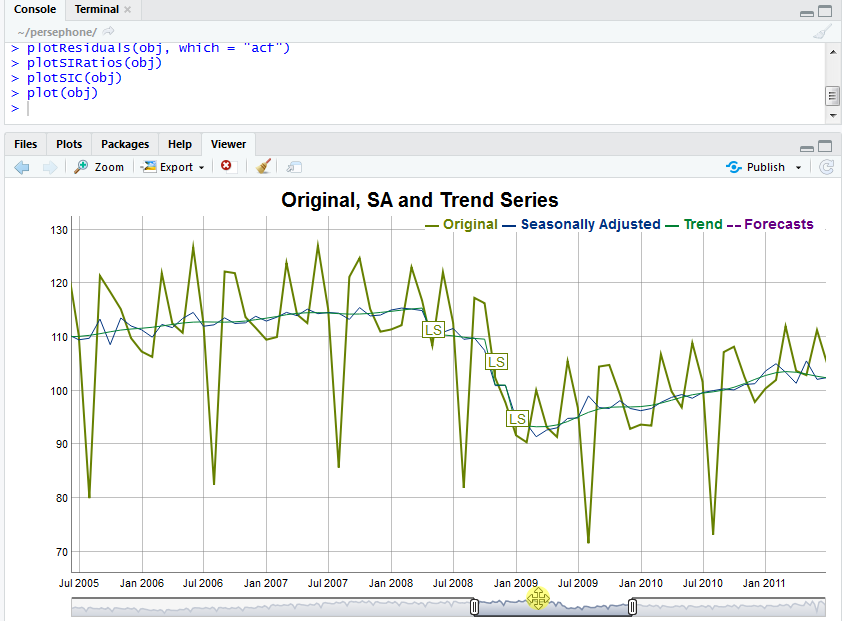 Console Terminal
~/persephone/
> plotResiduals(obj, which = "acf")
> plotSIRatios(obj)
> plotSIC(obj)
> plot(obj)
>
Files Plots Packages Help Viewer
Zoom Export Publish
Original, SA and Trend Series
Original Seasonally Adjusted Trend Forecasts
130
120
110
100
90
80
70
LS
LS
LS
Jul 2005 Jan 2006 Jul 2006 Jan 2007 Jul 2007 Jan 2008 Jul 2008 Jan 2009 Jul 2009 Jan 2010 Jul 2010 Jan 2011